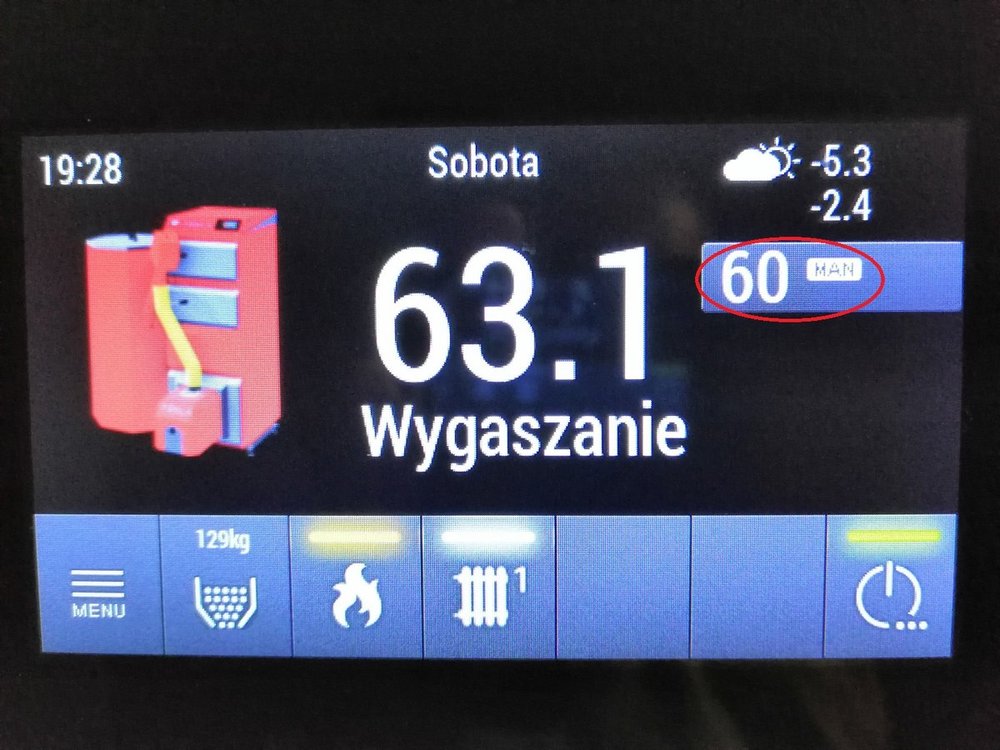 19:28
Sobota
-5.3
-2.4
63.1
60 MAN
Wygaszanie
129kg
1
MENU